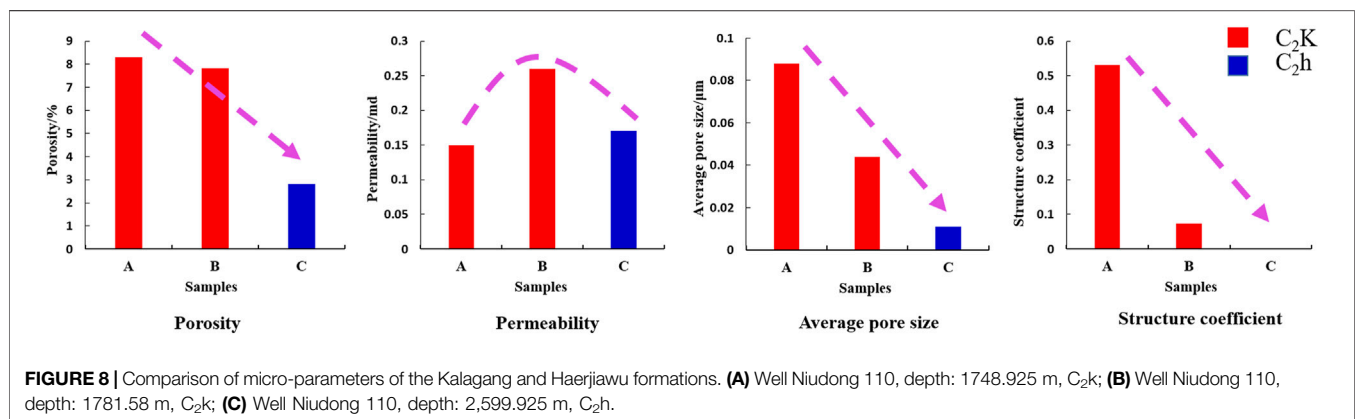 9
8
7
6
5
4
3
2
1
0
Porosity/%
A B C
Samples
Porosity
0.3
0.25
0.2
0.15
0.1
0.05
0
Permeability/md
A B C
Samples
Permeability
0.1
0.08
0.06
0.04
0.02
0
Average pore size/μm
A B C
Samples
Average pore size
0.6
0.5
0.4
0.3
0.2
0.1
0
Structure coefficient
A B C
Samples
Structure coefficient
C₂K
C₂h
FIGURE 8 | Comparison of micro-parameters of the Kalagang and Haerjiawu formations. (A) Well Niudong 110, depth: 1748.925 m, C₂k; (B) Well Niudong 110,
depth: 1781.58 m, C₂k; (C) Well Niudong 110, depth: 2,599.925 m, C₂h.